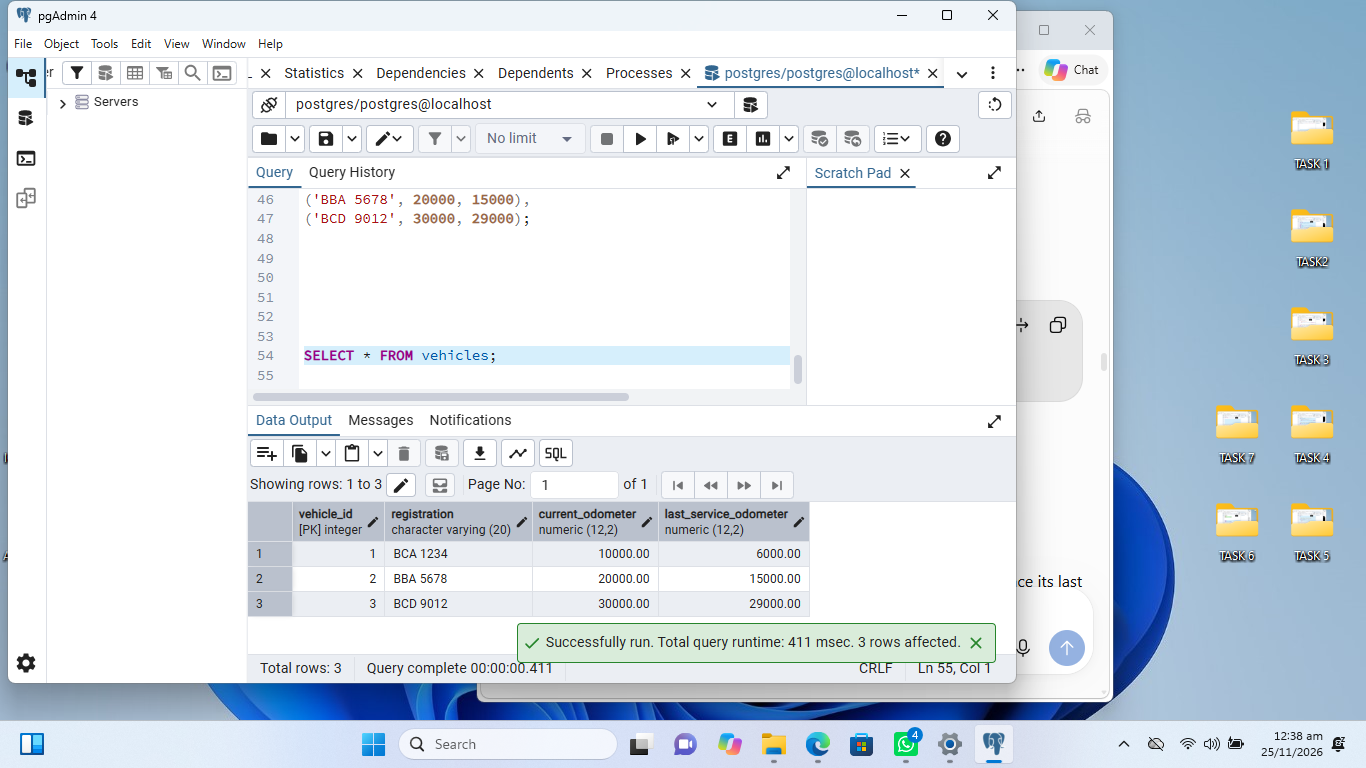 pgAdmin 4
File Object Tools Edit View Window Help
er
Servers
Statistics Dependencies Dependents Processes postgres/postgres@localhost*
postgres/postgres@localhost
No limit
E
Query Query History
Scratch Pad
46 ('BBA 5678', 20000, 15000),
47 ('BCD 9012', 30000, 29000);
48
49
50
51
52
53
54 SELECT * FROM vehicles;
55
Data Output Messages Notifications
SQL
Showing rows: 1 to 3 Page No: 1 of 1
vehicle_id registration current_odometer last_service_odometer
[PK] integer character varying (20) numeric (12,2) numeric (12,2)
1 1 BCA 1234 10000.00 6000.00
2 2 BBA 5678 20000.00 15000.00
3 3 BCD 9012 30000.00 29000.00
Successfully run. Total query runtime: 411 msec. 3 rows affected.
Total rows: 3 Query complete 00:00:00.411 CRLF Ln 55, Col 1
Chat
ce its last
TASK 1
TASK2
TASK 3
TASK 7 TASK 4
TASK 6 TASK 5
Search
4
12:38 am
25/11/2026